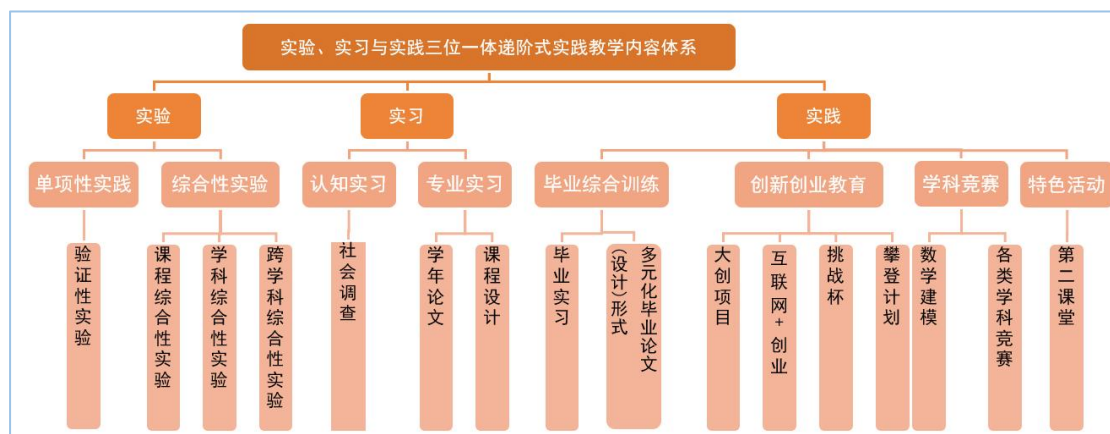 实验、实习与实践三位一体递阶式实践教学内容体系
实验
实习
实践
单项性实践
综合性实验
认知实习
专业实习
毕业综合训练
创新创业教育
学科竞赛
特色活动
验证性实验
课程综合性实验
学科综合性实验
跨学科综合性实验
社会调查
学年论文
课程设计
毕业实习
多元化毕业论文
(设计)形式
大创项目
互联网+创业
挑战杯
攀登计划
数学建模
各类学科竞赛
第二课堂